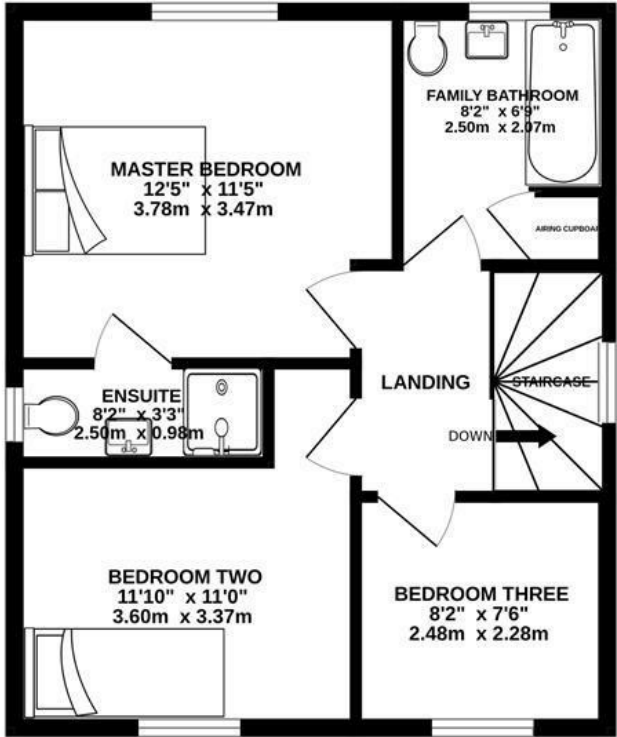 FAMILY BATHROOM
8'2" x 6'9"
2.50m x 2.07m
MASTER BEDROOM
12'5" x 11'5"
3.78m x 3.47m
AIRING CUPBOA
ENSUITE
8'2" x 3'3"
2.50m x 0.98m
LANDING
STAIRCASE
DOWN
BEDROOM TWO
11'10" x 11'0"
3.60m x 3.37m
BEDROOM THREE
8'2" x 7'6"
2.48m x 2.28m